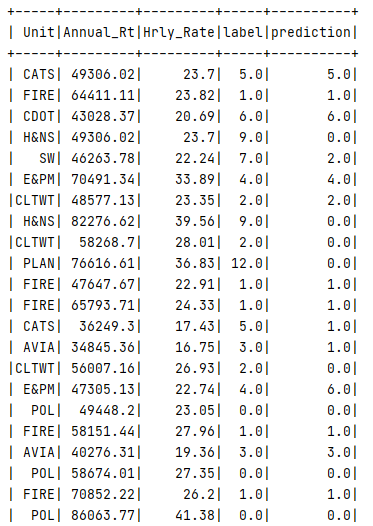 +-----+---------+---------+-----+----------+
| Unit|Annual_Rt|Hrly_Rate|label|prediction|
+-----+---------+---------+-----+----------+
| CATS| 49306.02|     23.7|  5.0|       5.0|
| FIRE| 64411.11|    23.82|  1.0|       1.0|
| CDOT| 43028.37|    20.69|  6.0|       6.0|
| H&NS| 49306.02|     23.7|  9.0|       0.0|
|   SW| 46263.78|    22.24|  7.0|       2.0|
| E&PM| 70491.34|    33.89|  4.0|       4.0|
|CLTWT| 48577.13|    23.35|  2.0|       2.0|
| H&NS| 82276.62|    39.56|  9.0|       0.0|
|CLTWT|  58268.7|    28.01|  2.0|       0.0|
| PLAN| 76616.61|    36.83| 12.0|       0.0|
| FIRE| 47647.67|    22.91|  1.0|       1.0|
| FIRE| 65793.71|    24.33|  1.0|       1.0|
| CATS|  36249.3|    17.43|  5.0|       1.0|
| AVIA| 34845.36|    16.75|  3.0|       1.0|
|CLTWT| 56007.16|    26.93|  2.0|       0.0|
| E&PM| 47305.13|    22.74|  4.0|       6.0|
|  POL|  49448.2|    23.05|  0.0|       0.0|
| FIRE| 58151.44|    27.96|  1.0|       1.0|
| AVIA| 40276.31|    19.36|  3.0|       3.0|
|  POL| 58674.01|    27.35|  0.0|       0.0|
| FIRE| 70852.22|     26.2|  1.0|       1.0|
|  POL| 86063.77|    41.38|  0.0|       0.0|